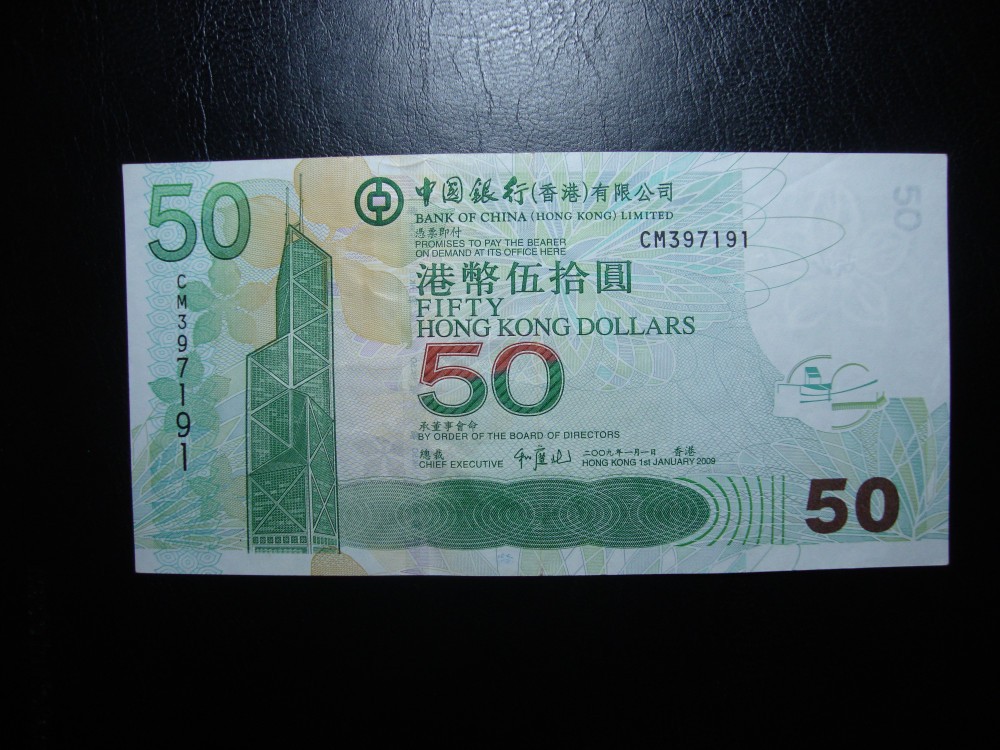 50
CM397191
中國銀行(香港)有限公司
BANK OF CHINA (HONG KONG) LIMITED
憑票即付
PROMISES TO PAY THE BEARER
ON DEMAND AT ITS OFFICE HERE
CM397191
港幣伍拾圓
FIFTY
HONG KONG DOLLARS
50
承董事會命
BY ORDER OF THE BOARD OF DIRECTORS
總裁
CHIEF EXECUTIVE
二〇〇九年一月一日 香港
HONG KONG 1st JANUARY 2009
50
50